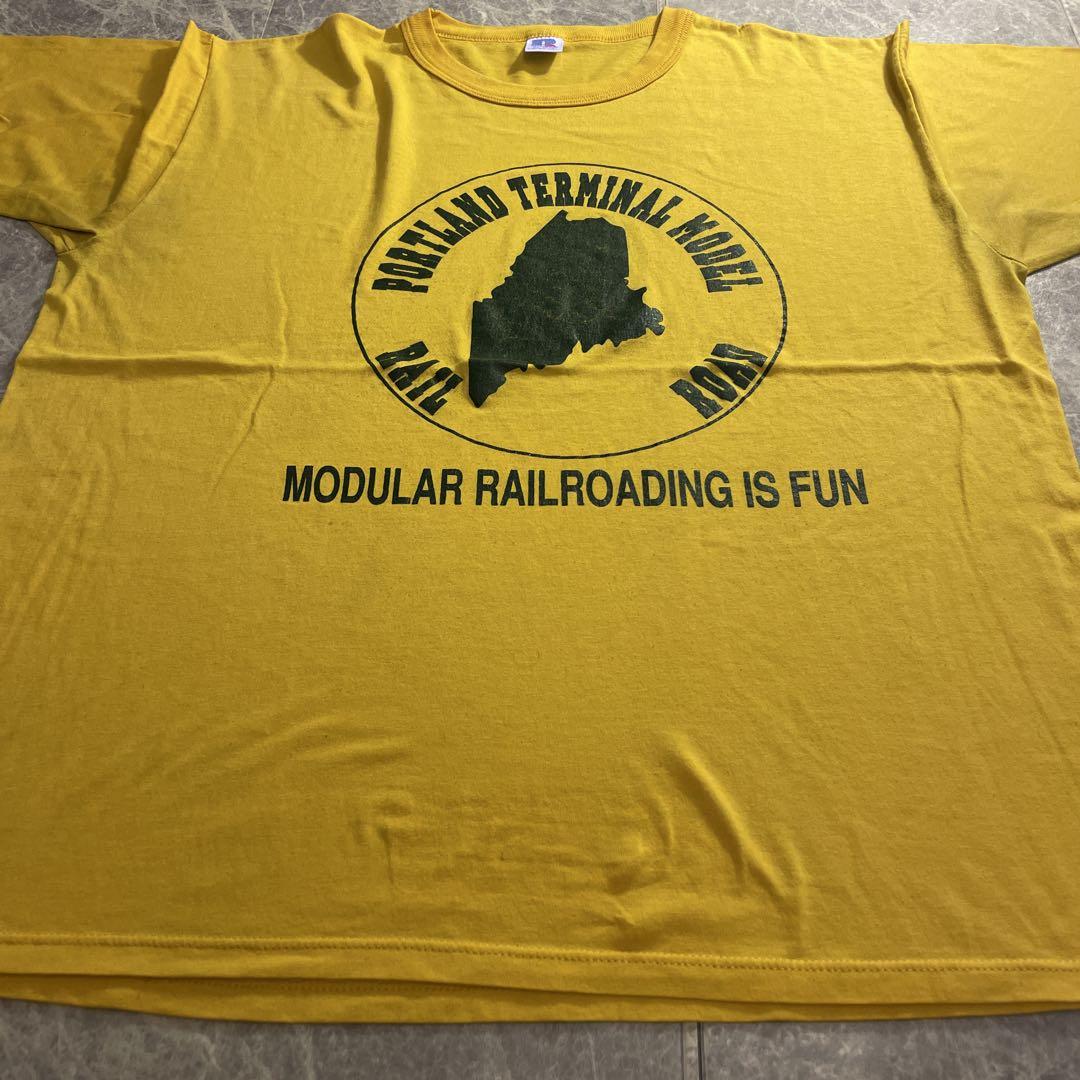 PORTLAND TERMINAL MODEL
RAIL ROAD
MODULAR RAILROADING IS FUN